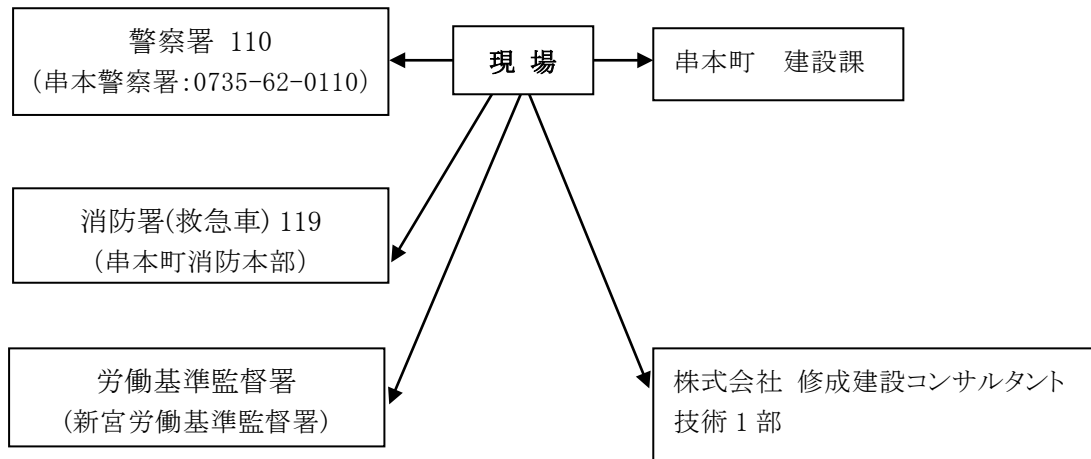 警察署 110
(串本警察署:0735-62-0110)
現 場
串本町 建設課
消防署(救急車) 119
(串本町消防本部)
労働基準監督署
(新宮労働基準監督署)
株式会社 修成建設コンサルタント
技術１部